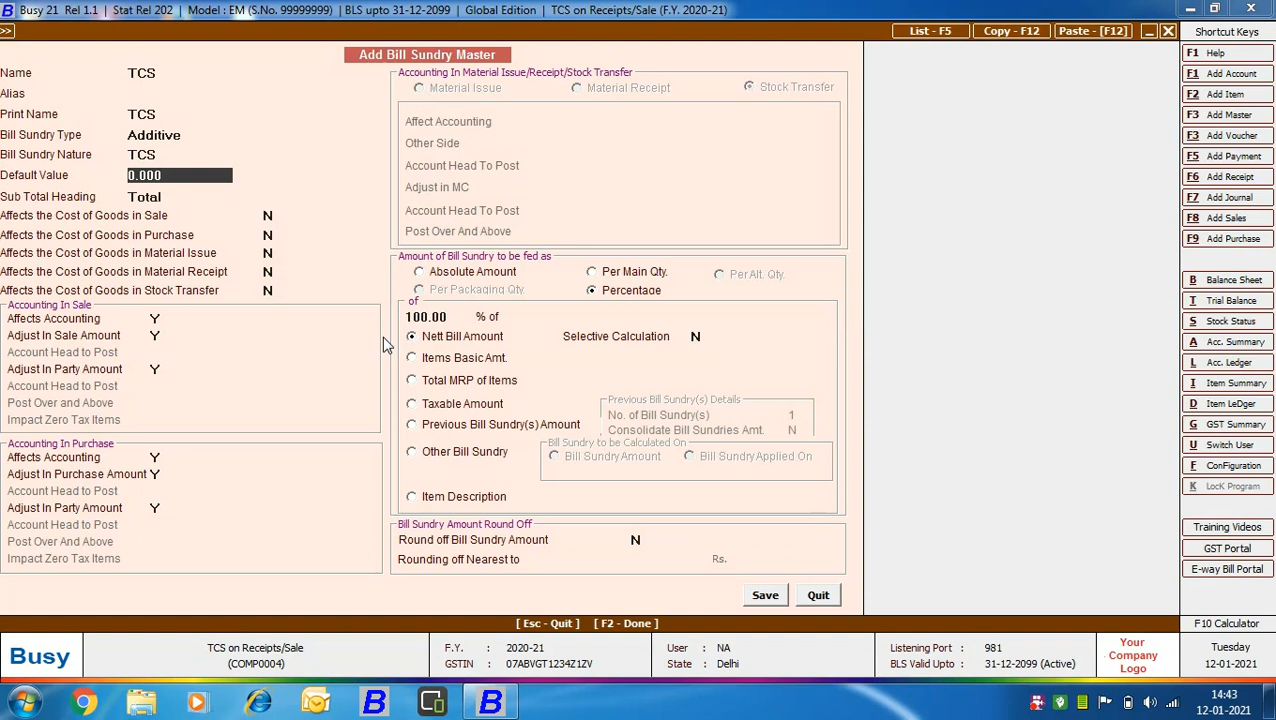 Busy 21 Rel 1.1 | Stat Rel 202 | Model : EM (S.No. 99999999) | BLS upto 31-12-2099 | Global Edition | TCS on Receipts/Sale (F.Y. 2020-21)
>> List - F5 Copy - F12 Paste - [F12]
Add Bill Sundry Master
Name TCS
Alias
Print Name TCS
Bill Sundry Type Additive
Bill Sundry Nature TCS
Default Value 0.000
Sub Total Heading Total
Affects the Cost of Goods in Sale N
Affects the Cost of Goods in Purchase N
Affects the Cost of Goods in Material Issue N
Affects the Cost of Goods in Material Receipt N
Affects the Cost of Goods in Stock Transfer N
Accounting In Sale
Affects Accounting Y
Adjust In Sale Amount Y
Account Head to Post
Adjust In Party Amount Y
Account Head to Post
Post Over and Above
Impact Zero Tax Items
Accounting In Purchase
Affects Accounting Y
Adjust In Purchase Amount Y
Account Head to Post
Adjust In Party Amount Y
Account Head to Post
Post Over and Above
Impact Zero Tax Items
Accounting In Material Issue/Receipt/Stock Transfer
Material Issue Material Receipt Stock Transfer
Affect Accounting
Other Side
Account Head To Post
Adjust in MC
Account Head To Post
Post Over And Above
Amount of Bill Sundry to be fed as
Absolute Amount Per Main Qty. Per Alt. Qty.
Per Packaging Qty. Percentage
of
100.00 % of
Nett Bill Amount Selective Calculation N
Items Basic Amt.
Total MRP of Items
Taxable Amount
Previous Bill Sundry(s) Amount
Previous Bill Sundry(s) Details
No. of Bill Sundry(s) 1
Consolidate Bill Sundries Amt. N
Other Bill Sundry
Bill Sundry to be Calculated On
Bill Sundry Amount Bill Sundry Applied On
Item Description
Bill Sundry Amount Round Off
Round off Bill Sundry Amount N
Rounding off Nearest to Rs.
Save Quit
[ Esc - Quit ] [ F2 - Done ]
Shortcut Keys
F1 Help
F1 Add Account
F2 Add Item
F3 Add Master
F3 Add Voucher
F5 Add Payment
F6 Add Receipt
F7 Add Journal
F8 Add Sales
F9 Add Purchase
B Balance Sheet
T Trial Balance
S Stock Status
A Acc. Summary
L Acc. Ledger
I Item Summary
D Item LeDger
G GST Summary
U Switch User
F ConFiguration
K LocK Program
Training Videos
GST Portal
E-way Bill Portal
F10 Calculator
Busy
TCS on Receipts/Sale
(COMP0004)
F.Y. : 2020-21
GSTIN : 07ABVGT1234Z1ZV
User : NA
State : Delhi
Listening Port : 981
BLS Valid Upto : 31-12-2099 (Active)
Your
Company
Logo
Tuesday
12-01-2021
14:43
12-01-2021